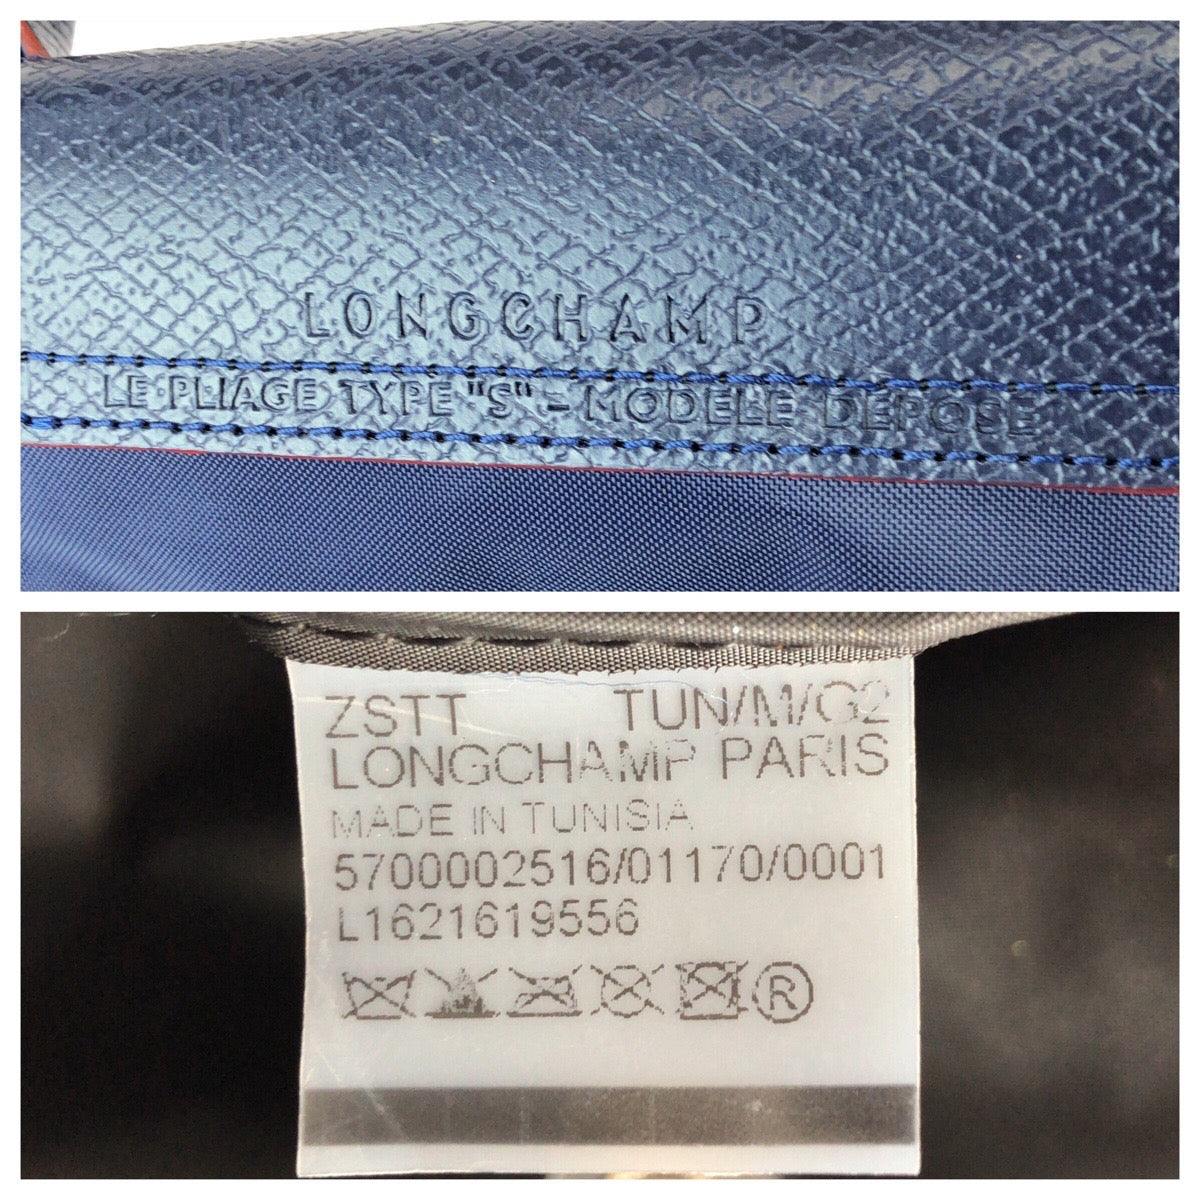 LONGCHAMP
LE PLIAGE TYPE "S" - MODELE DEPOSE
ZSTT TUN/M/G2
LONGCHAMP PARIS
MADE IN TUNISIA
5700002516/01170/0001
L1621619556
®